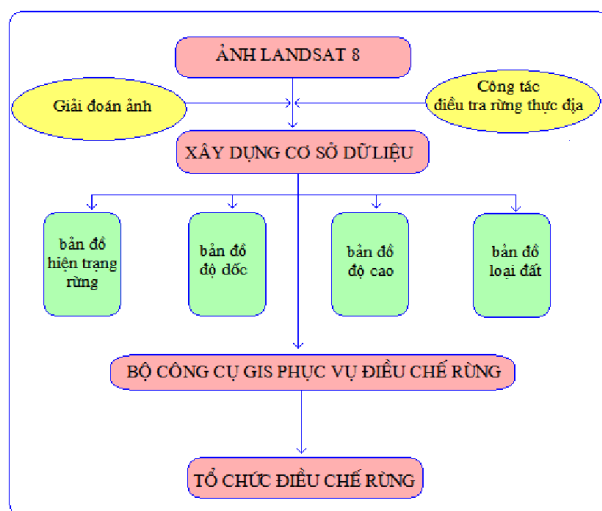 ẢNH LANDSAT 8
Giải đoán ảnh
Công tác
điều tra rừng thực địa
XÂY DỰNG CƠ SỞ DỮ LIỆU
bản đồ
hiện trạng
rừng
bản đồ
độ dốc
bản đồ
độ cao
bản đồ
loại đất
BỘ CÔNG CỤ GIS PHỤC VỤ ĐIỀU CHẾ RỪNG
TỔ CHỨC ĐIỀU CHẾ RỪNG